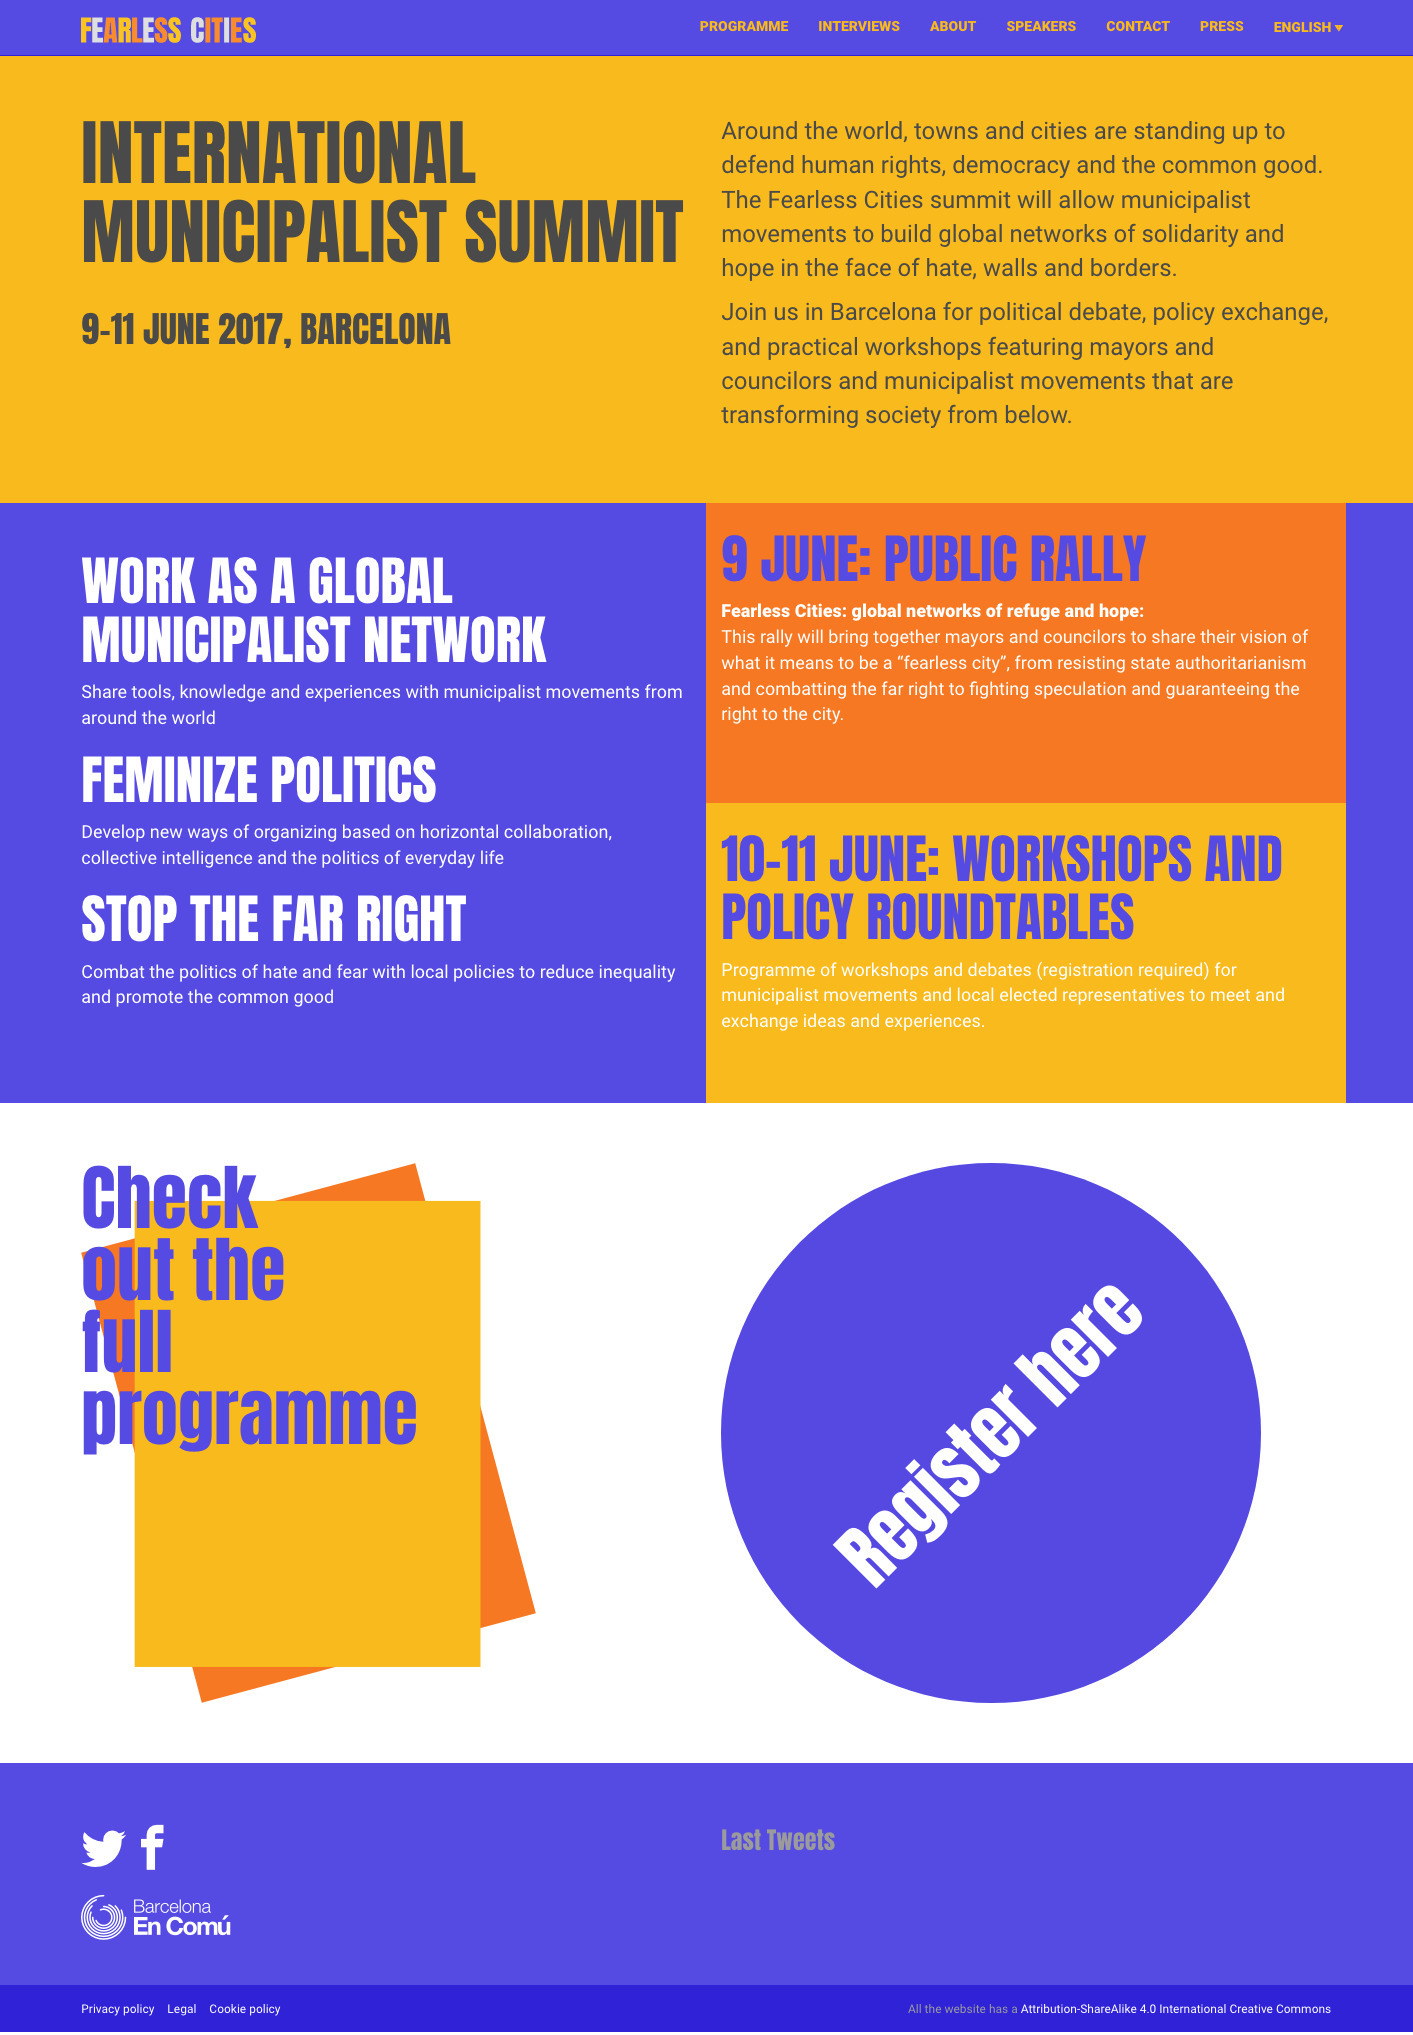 FEARLESS CITIES
PROGRAMME INTERVIEWS ABOUT SPEAKERS CONTACT PRESS ENGLISH
INTERNATIONAL
MUNICIPALIST SUMMIT
9-11 JUNE 2017, BARCELONA
Around the world, towns and cities are standing up to
defend human rights, democracy and the common good.
The Fearless Cities summit will allow municipalist
movements to build global networks of solidarity and
hope in the face of hate, walls and borders.
Join us in Barcelona for political debate, policy exchange,
and practical workshops featuring mayors and
councilors and municipalist movements that are
transforming society from below.
WORK AS A GLOBAL
MUNICIPALIST NETWORK
Share tools, knowledge and experiences with municipalist movements from
around the world
FEMINIZE POLITICS
Develop new ways of organizing based on horizontal collaboration,
collective intelligence and the politics of everyday life
STOP THE FAR RIGHT
Combat the politics of hate and fear with local policies to reduce inequality
and promote the common good
9 JUNE: PUBLIC RALLY
Fearless Cities: global networks of refuge and hope:
This rally will bring together mayors and councilors to share their vision of
what it means to be a “fearless city”, from resisting state authoritarianism
and combatting the far right to fighting speculation and guaranteeing the
right to the city.
10-11 JUNE: WORKSHOPS AND
POLICY ROUNDTABLES
Programme of workshops and debates (registration required) for
municipalist movements and local elected representatives to meet and
exchange ideas and experiences.
Check
out the
full
programme
Register here
Barcelona
En Comú
Last Tweets
Privacy policy Legal Cookie policy
All the website has a Attribution-ShareAlike 4.0 International Creative Commons